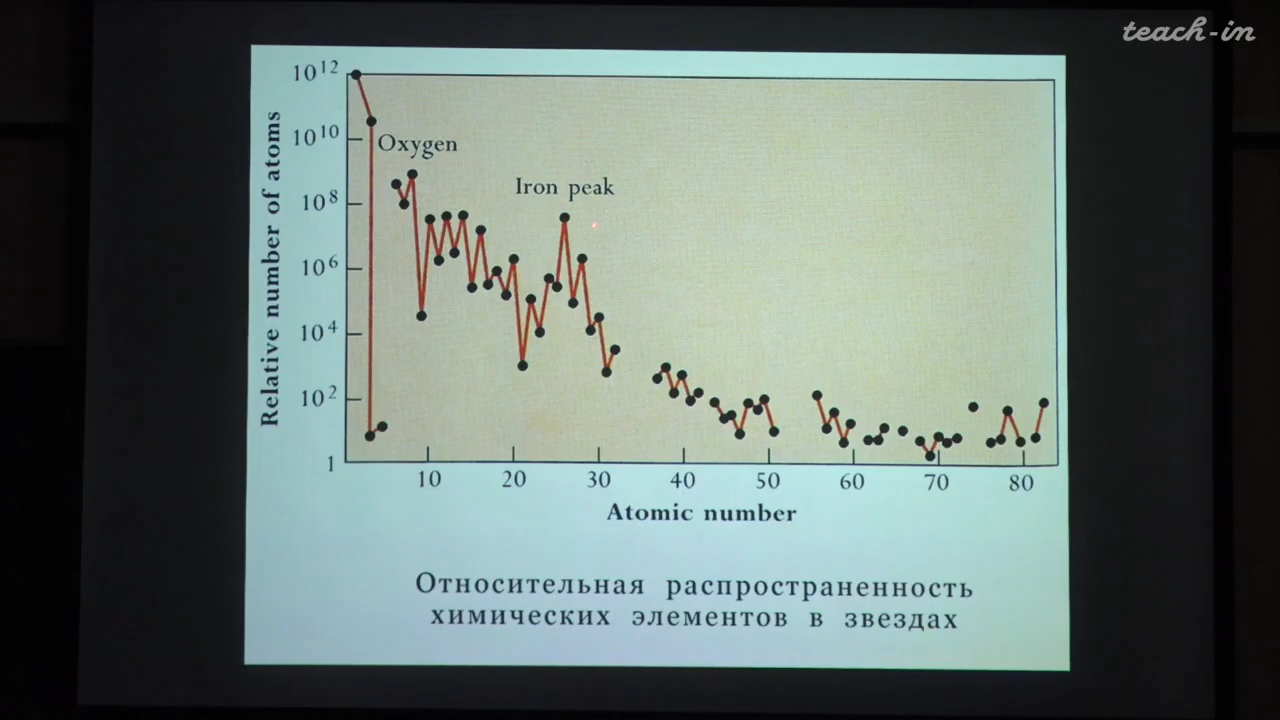 teach-in
10¹²
10¹⁰
10⁸
10⁶
10⁴
10²
1
Relative number of atoms
Oxygen
Iron peak
10 20 30 40 50 60 70 80
Atomic number
Относительная распространенность
химических элементов в звездах